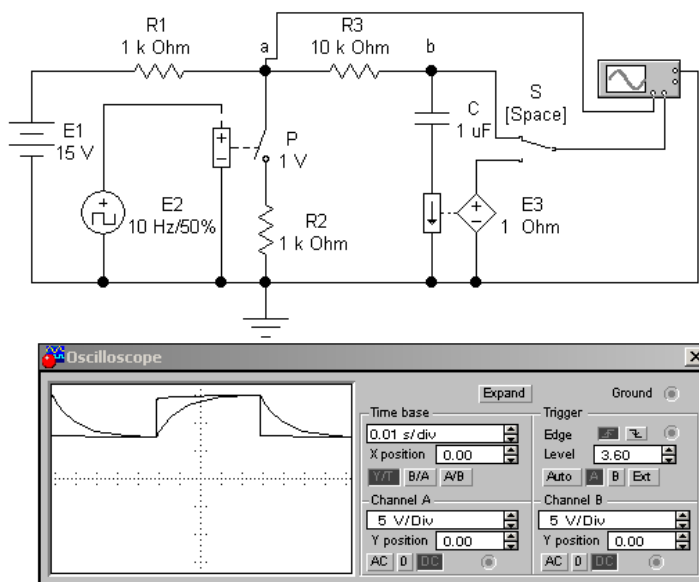 R1
1 k Ohm
a
R3
10 k Ohm
b
S
[Space]
C
1 uF
E1
15 V
P
1 V
E2
10 Hz/50%
R2
1 k Ohm
E3
1 Ohm
Oscilloscope
Expand
Ground
Time base
0.01 s/div
X position 0.00
Y/T B/A A/B
Trigger
Edge
Level 3.60
Auto A B Ext
Channel A
5 V/Div
Y position 0.00
AC 0 DC
Channel B
5 V/Div
Y position 0.00
AC 0 DC